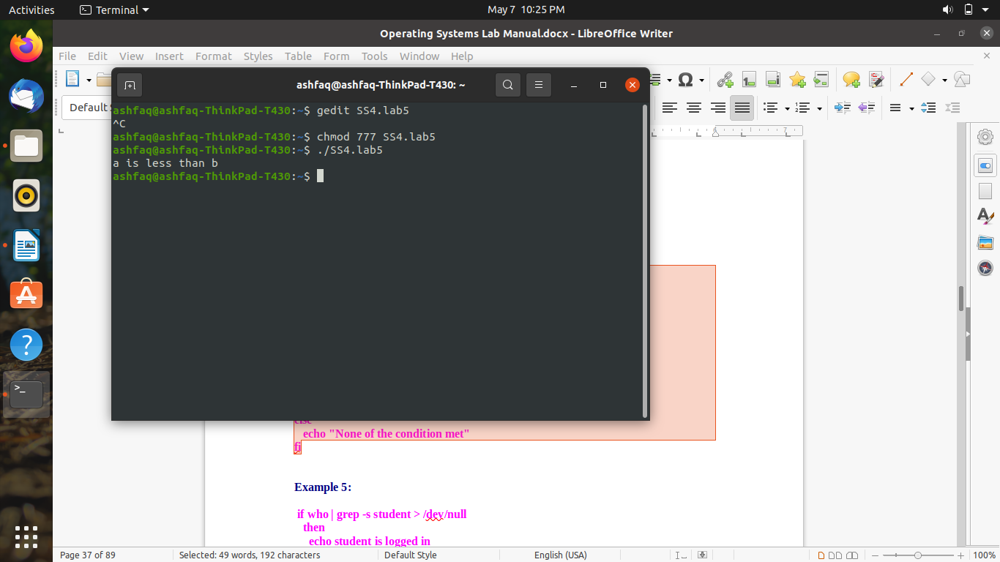 Activities Terminal May 7 10:25 PM
Operating Systems Lab Manual.docx - LibreOffice Writer
File Edit View Insert Format Styles Table Form Tools Window Help
ashfaq@ashfaq-ThinkPad-T430: ~
Default
ashfaq@ashfaq-ThinkPad-T430:~$ gedit SS4.lab5
^C
ashfaq@ashfaq-ThinkPad-T430:~$ chmod 777 SS4.lab5
ashfaq@ashfaq-ThinkPad-T430:~$ ./SS4.lab5
a is less than b
ashfaq@ashfaq-ThinkPad-T430:~$
7
else
echo "None of the condition met"
fi
Example 5:
if who | grep -s student > /dev/null
then
echo student is logged in
Page 37 of 89 Selected: 49 words, 192 characters Default Style English (USA) 100%